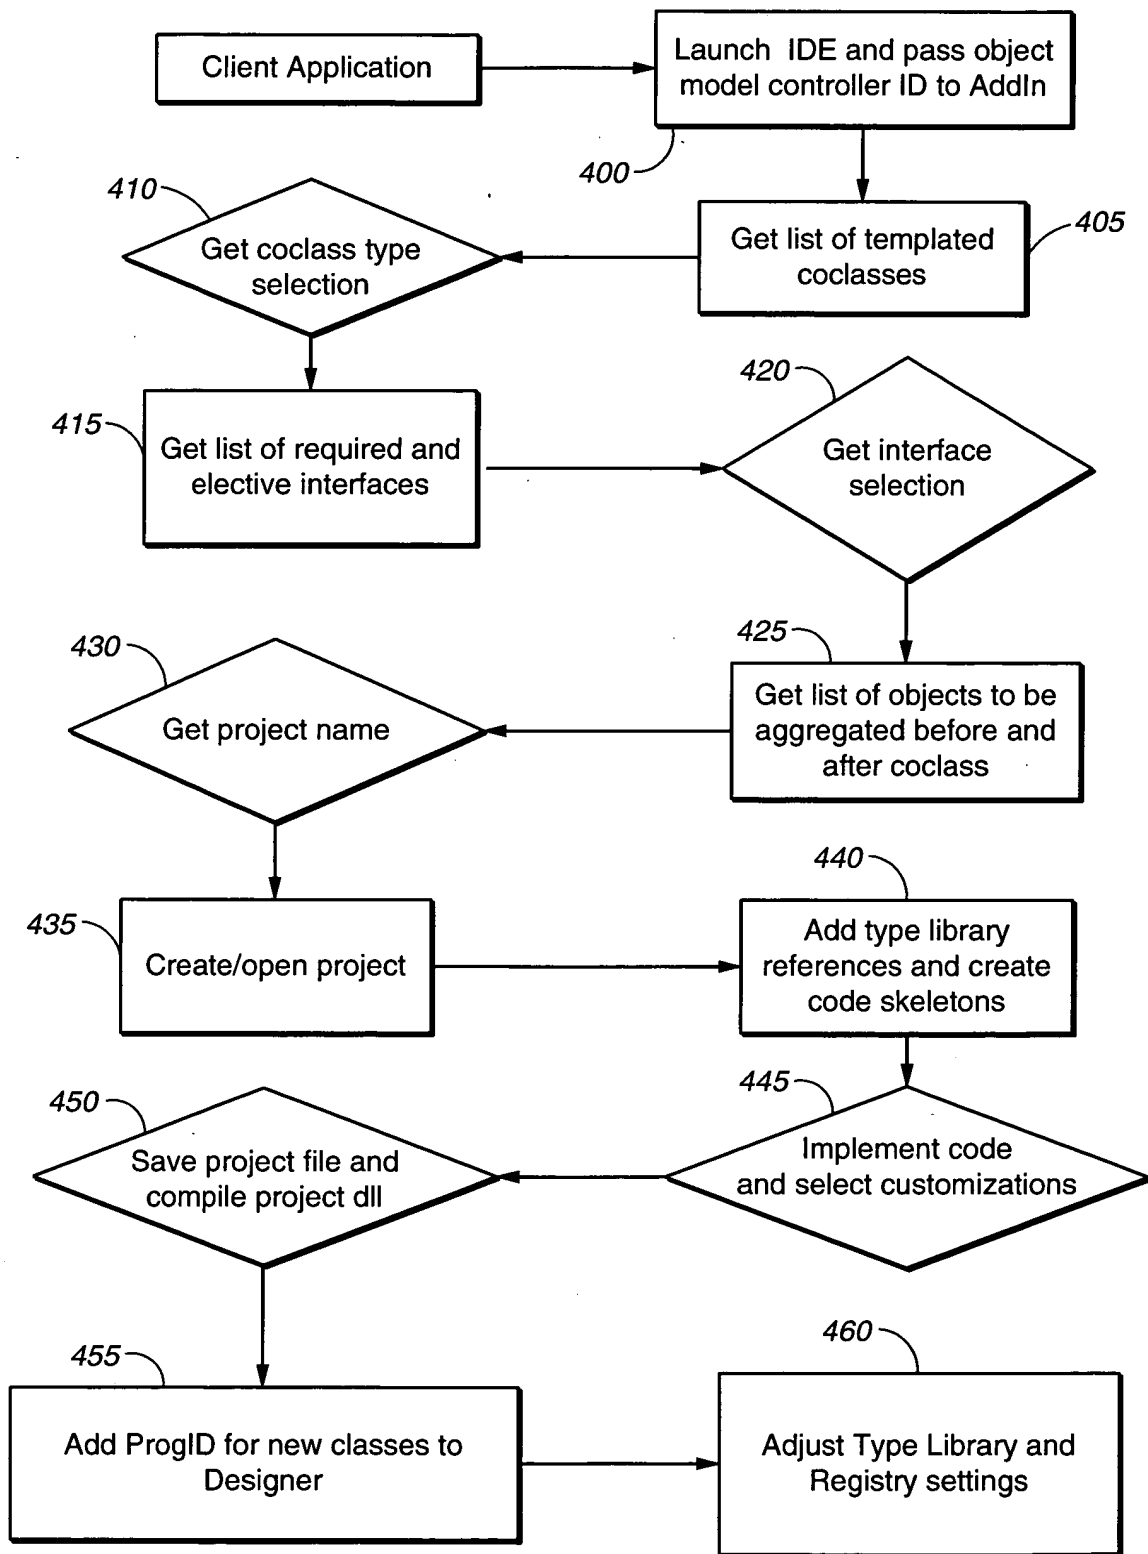 Client Application
Launch IDE and pass object
model controller ID to AddIn
400
410
Get coclass type
selection
Get list of templated
coclasses
405
415
Get list of required and
elective interfaces
420
Get interface
selection
425
Get list of objects to be
aggregated before and
after coclass
430
Get project name
435
Create/open project
440
Add type library
references and create
code skeletons
445
Implement code
and select customizations
450
Save project file and
compile project dll
455
Add ProgID for new classes to
Designer
460
Adjust Type Library and
Registry settings